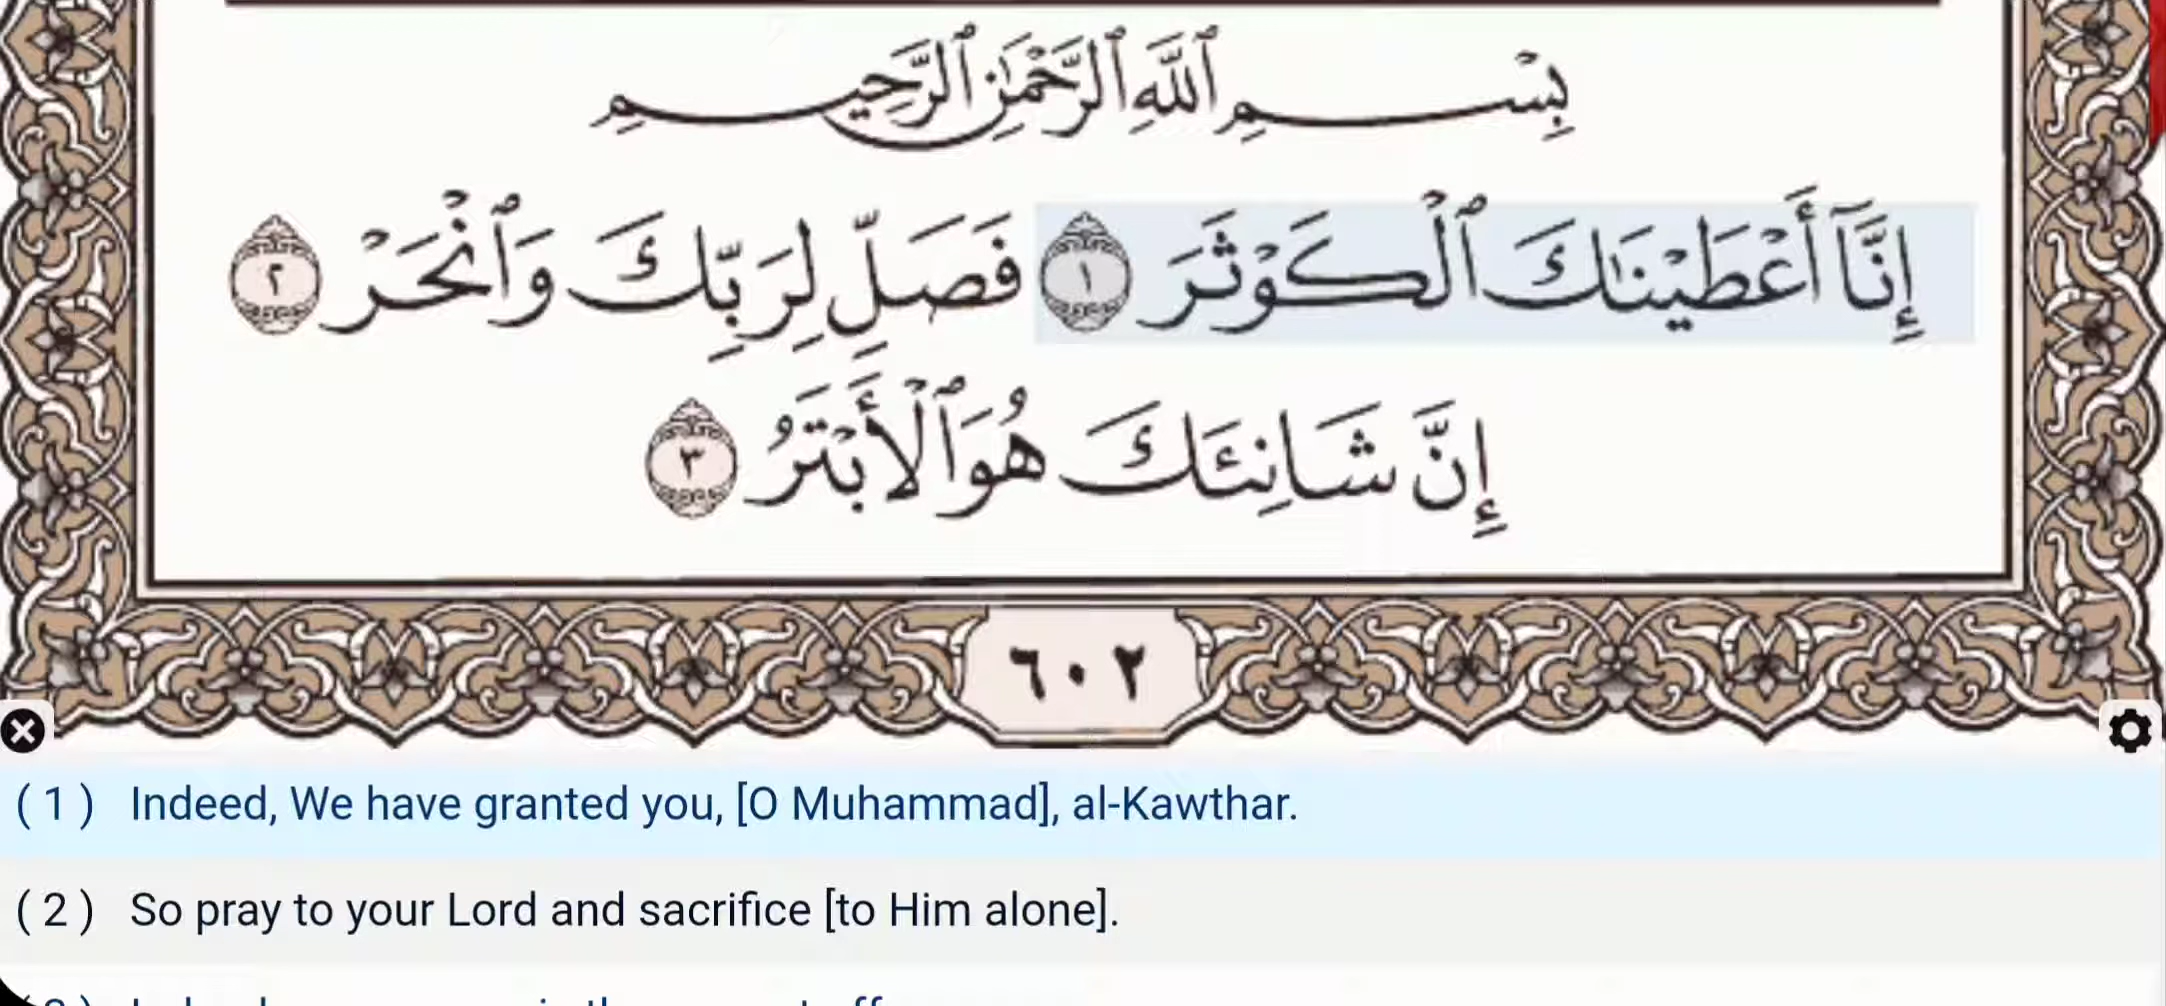 بِسْمِ ٱللَّهِ ٱلرَّحْمَٰنِ ٱلرَّحِيمِ
إِنَّآ أَعْطَيْنَٰكَ ٱلْكَوْثَرَ ١ فَصَلِّ لِرَبِّكَ وَٱنْحَرْ ٢
إِنَّ شَانِئَكَ هُوَ ٱلْأَبْتَرُ ٣
٦٠٢
( 1 ) Indeed, We have granted you, [O Muhammad], al-Kawthar.
( 2 ) So pray to your Lord and sacrifice [to Him alone].